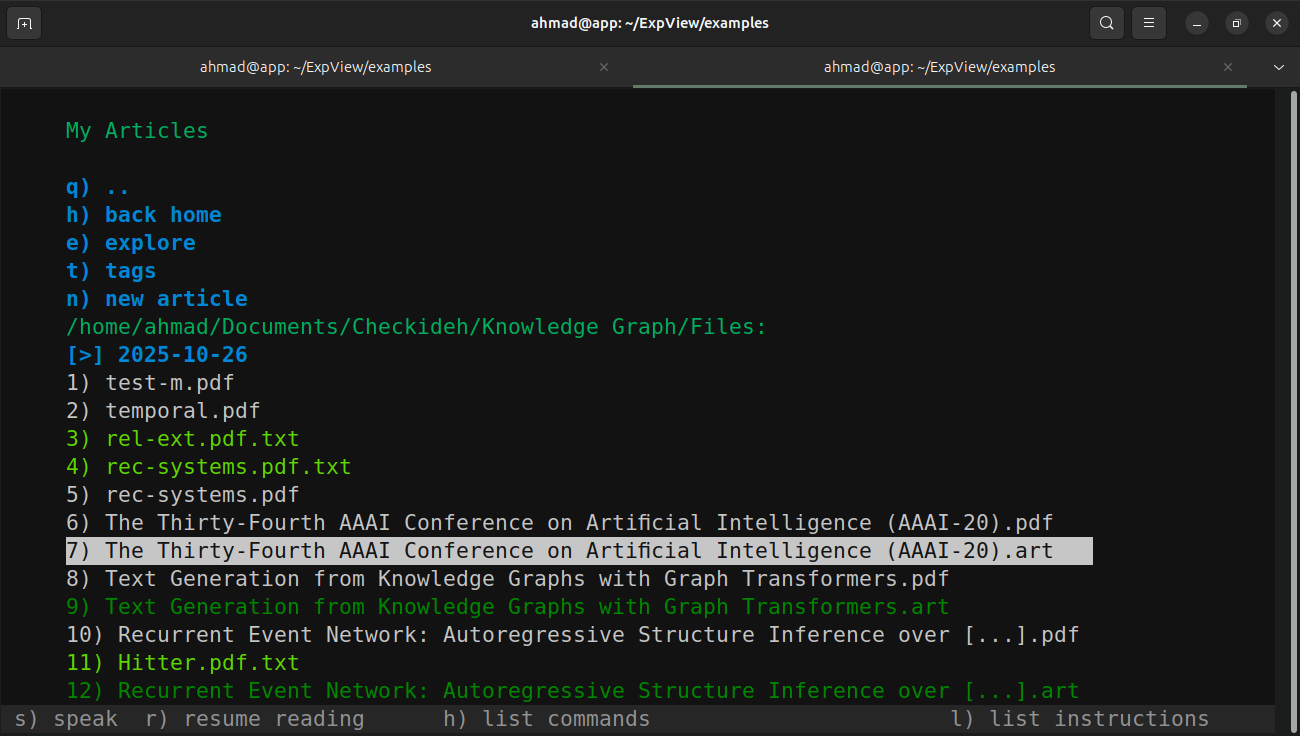 ahmad@app: ~/ExpView/examples
ahmad@app: ~/ExpView/examples
ahmad@app: ~/ExpView/examples
My Articles
q) ..
h) back home
e) explore
t) tags
n) new article
/home/ahmad/Documents/Checkideh/Knowledge Graph/Files:
[>] 2025-10-26
1) test-m.pdf
2) temporal.pdf
3) rel-ext.pdf.txt
4) rec-systems.pdf.txt
5) rec-systems.pdf
6) The Thirty-Fourth AAAI Conference on Artificial Intelligence (AAAI-20).pdf
7) The Thirty-Fourth AAAI Conference on Artificial Intelligence (AAAI-20).art
8) Text Generation from Knowledge Graphs with Graph Transformers.pdf
9) Text Generation from Knowledge Graphs with Graph Transformers.art
10) Recurrent Event Network: Autoregressive Structure Inference over [...].pdf
11) Hitter.pdf.txt
12) Recurrent Event Network: Autoregressive Structure Inference over [...].art
s) speak r) resume reading h) list commands l) list instructions